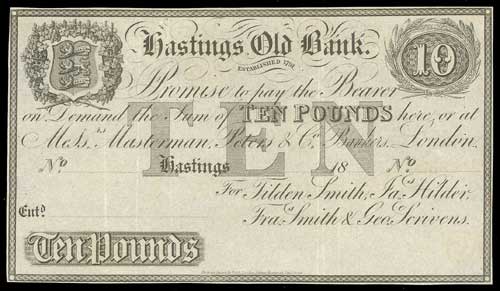 Hastings Old Bank.
ESTABLISHED 1791
10
Promise to pay the Bearer
on Demand the Sum of TEN POUNDS here, or at
Mess.rs Masterman, Peters & Co. Bankers, London.
TEN
No Hastings 18 No
For Tilden Smith, Jas. Hilder,
Entd. Fras. Smith & Geo. Scrivens.
Ten Pounds